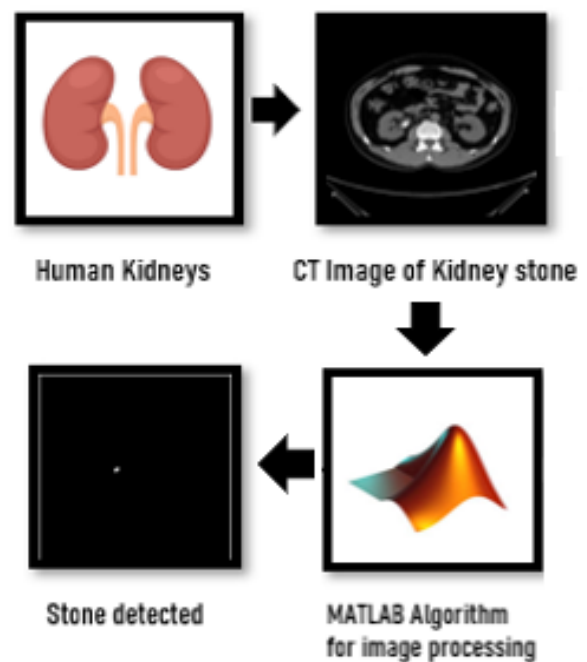 Human Kidneys
CT Image of Kidney stone
Stone detected
MATLAB Algorithm
for image processing